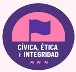 CÍVICA, ÉTICA
E INTEGRIDAD